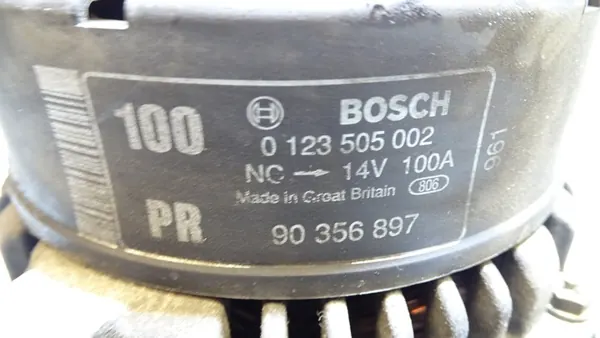 100
BOSCH
0 123 505 002
NC → 14V 100A
Made in Great Britain 806
PR
90 356 897
961